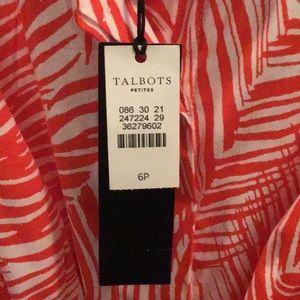 TALBOTS
PETITES
086 30 21
247224 29
36279602
6P